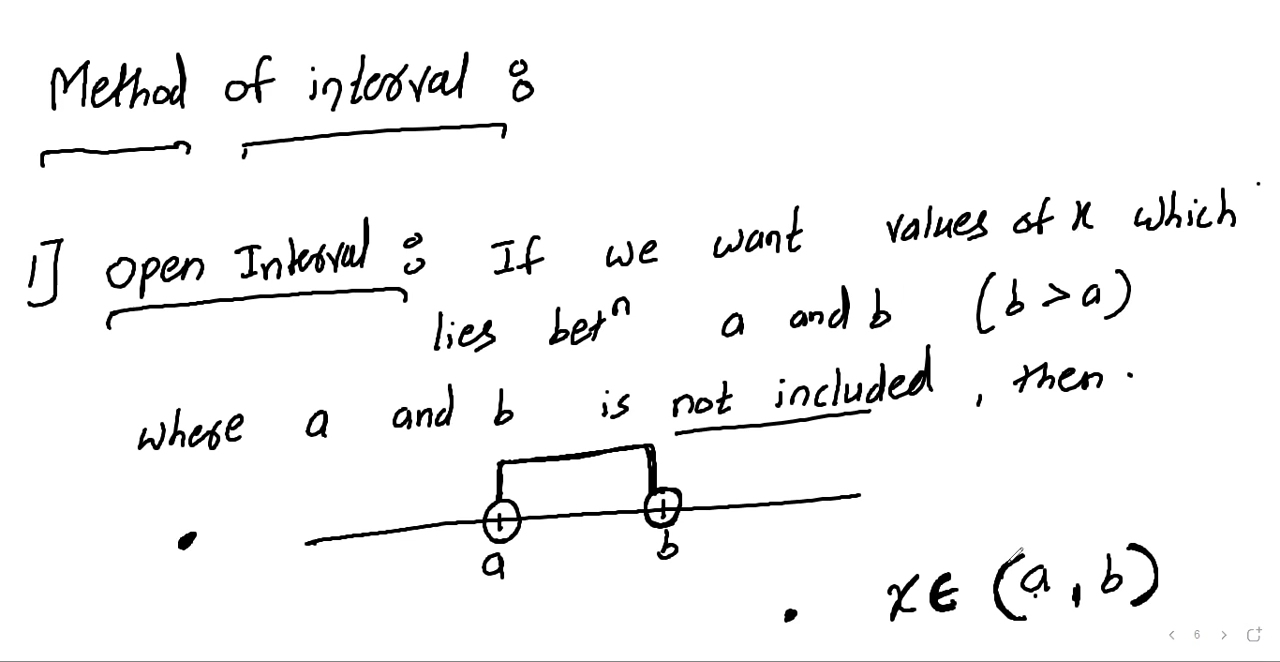 Method of interval :
1] Open Interval : If we want values of x which
lies betⁿ a and b (b > a)
where a and b is not included, then.
a b
x ∈ (a, b)
6